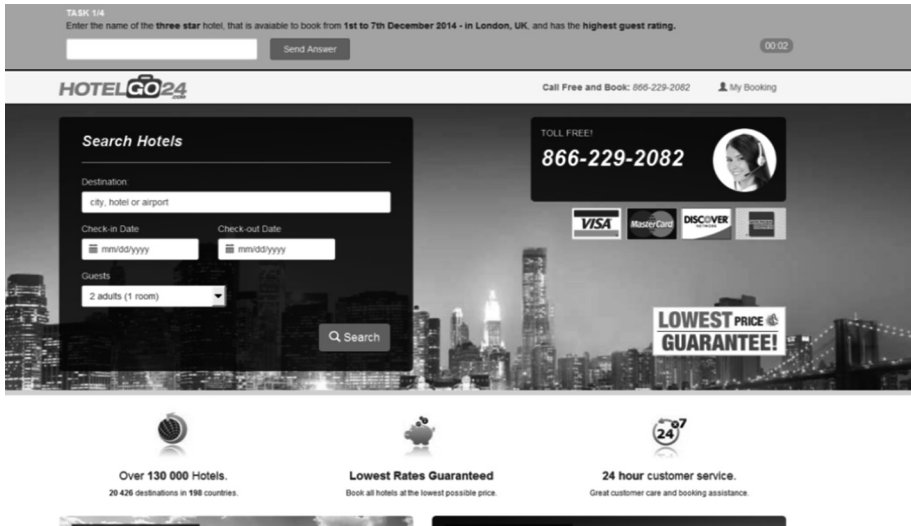 TASK 1/4
Enter the name of the three star hotel, that is avaiable to book from 1st to 7th December 2014 - in London, UK, and has the highest guest rating.
Send Answer
00:02
HOTELGO24
Call Free and Book: 866-229-2082
My Booking
Search Hotels
TOLL FREE!
866-229-2082
Destination:
city, hotel or airport
VISA MasterCard DISCOVER
NETWORK
Check-in Date Check-out Date
mm/dd/yyyy mm/dd/yyyy
Guests
2 adults (1 room)
LOWEST PRICE
GUARANTEE!
Search
24 7
Over 130 000 Hotels.
20 426 destinations in 198 countries.
Lowest Rates Guaranteed
Book all hotels at the lowest possible price.
24 hour customer service.
Great customer care and booking assistance.